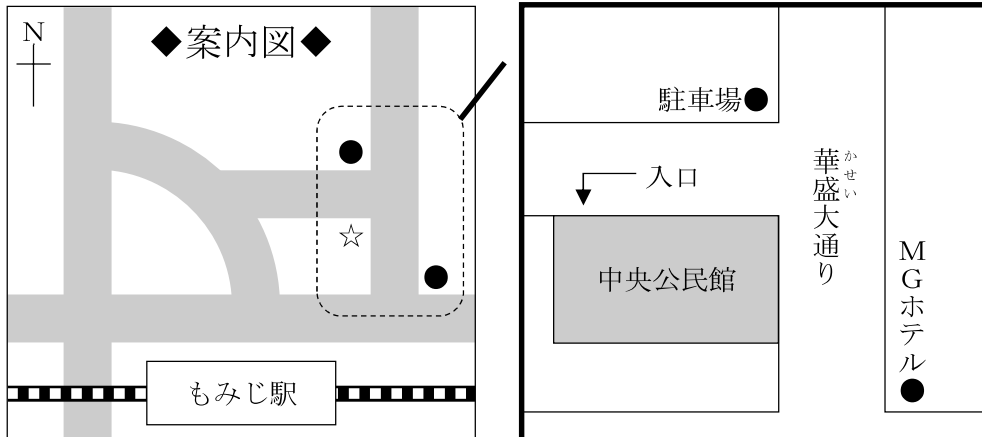 N
◆案内図◆
もみじ駅
駐車場
入口
中央公民館
華盛大通り
かせい
MGホテル